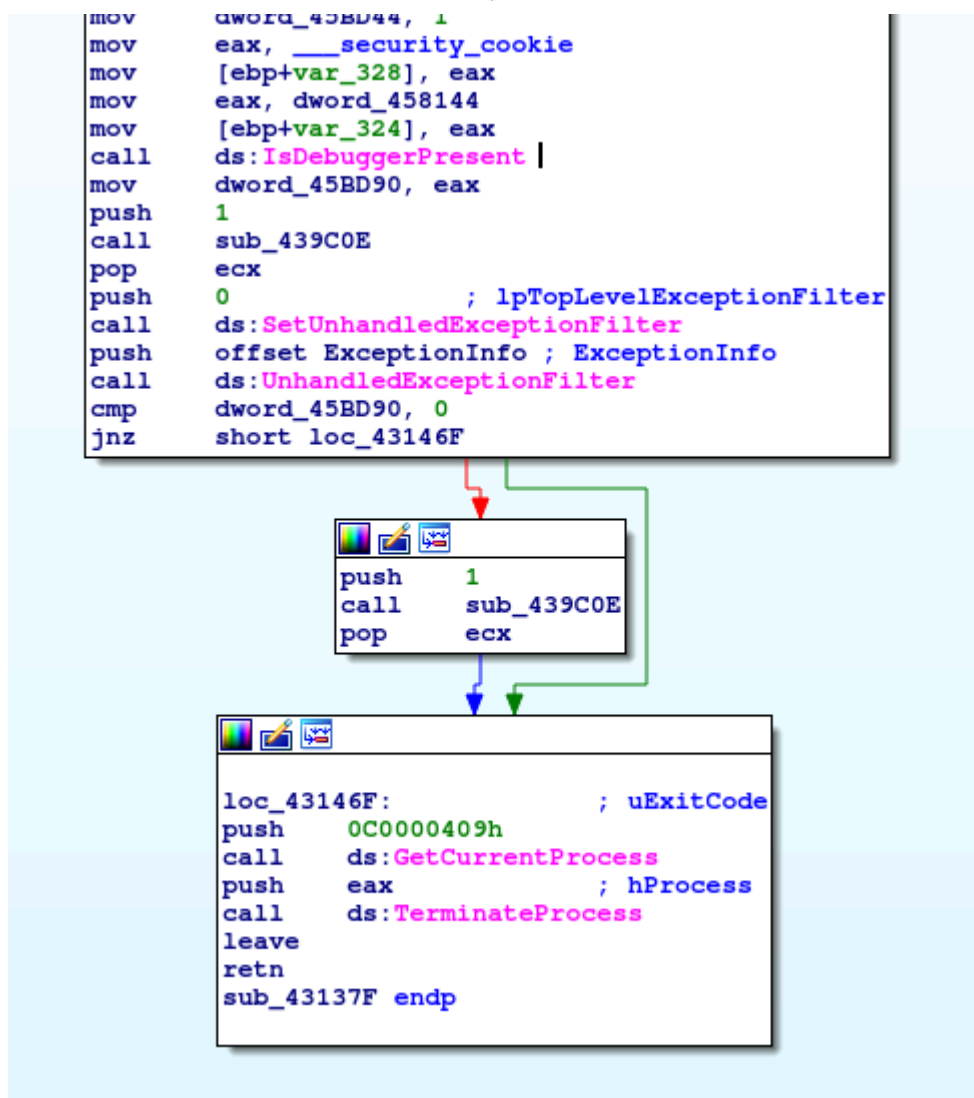 mov dword_45BD44, 1
mov eax, ___security_cookie
mov [ebp+var_328], eax
mov eax, dword_458144
mov [ebp+var_324], eax
call ds:IsDebuggerPresent
mov dword_45BD90, eax
push 1
call sub_439C0E
pop ecx
push 0 ; lpTopLevelExceptionFilter
call ds:SetUnhandledExceptionFilter
push offset ExceptionInfo ; ExceptionInfo
call ds:UnhandledExceptionFilter
cmp dword_45BD90, 0
jnz short loc_43146F
push 1
call sub_439C0E
pop ecx
loc_43146F: ; uExitCode
push 0C0000409h
call ds:GetCurrentProcess
push eax ; hProcess
call ds:TerminateProcess
leave
retn
sub_43137F endp